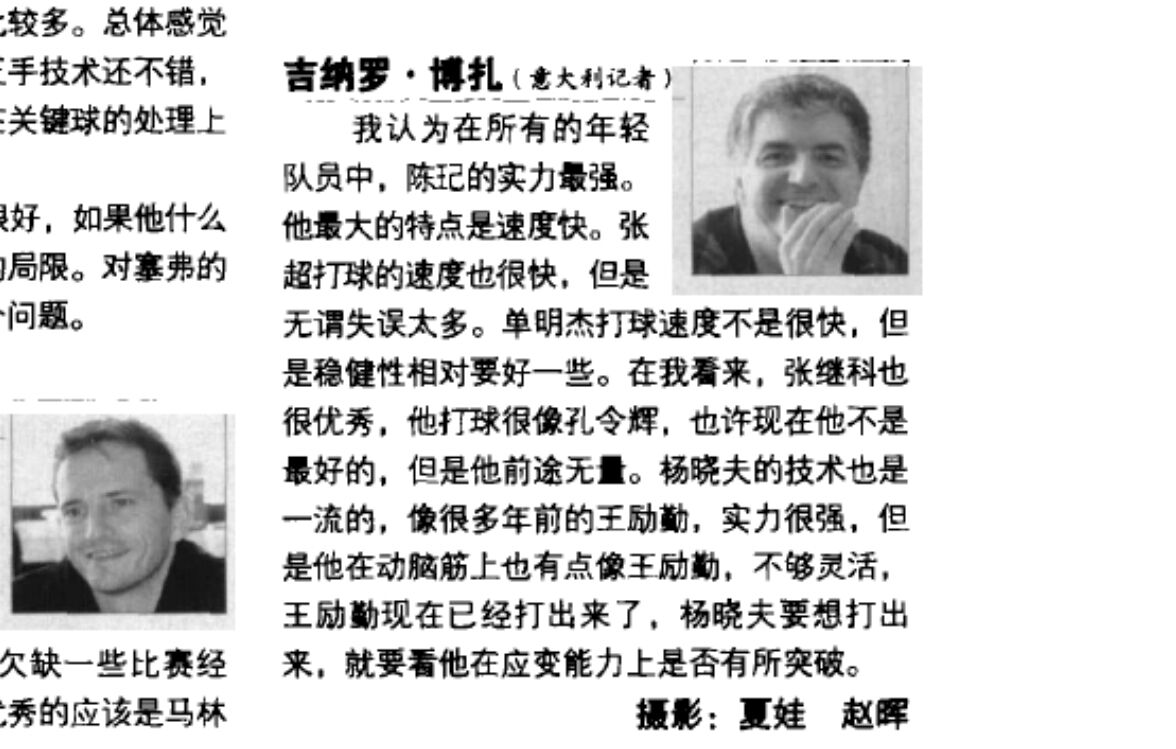 较多。总体感觉
手技术还不错，
关键球的处理上
好，如果他什么
局限。对塞弗的
问题。
欠缺一些比赛经
秀的应该是马林
吉纳罗·博扎（意大利记者）
我认为在所有的年轻
队员中，陈玘的实力最强。
他最大的特点是速度快。张
超打球的速度也很快，但是
无谓失误太多。单明杰打球速度不是很快，但
是稳健性相对要好一些。在我看来，张继科也
很优秀，他打球很像孔令辉，也许现在他不是
最好的，但是他前途无量。杨晓夫的技术也是
一流的，像很多年前的王励勤，实力很强，但
是他在动脑筋上也有点像王励勤，不够灵活，
王励勤现在已经打出来了，杨晓夫要想打出
来，就要看他在应变能力上是否有所突破。
摄影：夏娃　赵晖